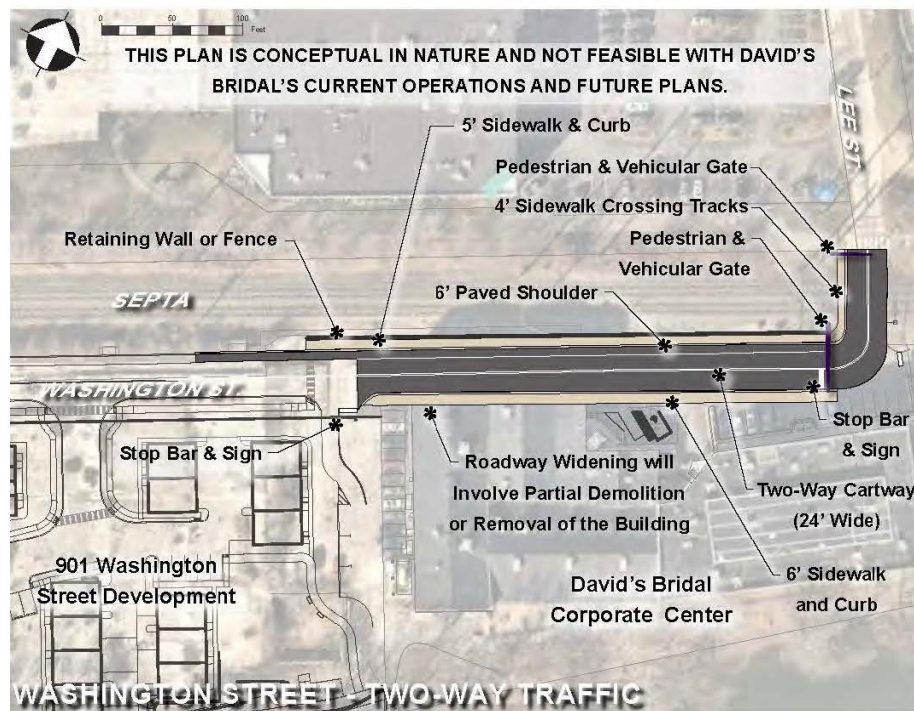 0 50 100
Feet
THIS PLAN IS CONCEPTUAL IN NATURE AND NOT FEASIBLE WITH DAVID'S
BRIDAL'S CURRENT OPERATIONS AND FUTURE PLANS.
LEE ST
5' Sidewalk & Curb
Pedestrian & Vehicular Gate
4' Sidewalk Crossing Tracks
Retaining Wall or Fence
Pedestrian &
Vehicular Gate
6' Paved Shoulder
SEPTA
WASHINGTON ST.
Stop Bar & Sign
Roadway Widening will
Involve Partial Demolition
or Removal of the Building
Stop Bar
& Sign
Two-Way Cartway
(24' Wide)
901 Washington
Street Development
David's Bridal
Corporate Center
6' Sidewalk
and Curb
WASHINGTON STREET - TWO-WAY TRAFFIC